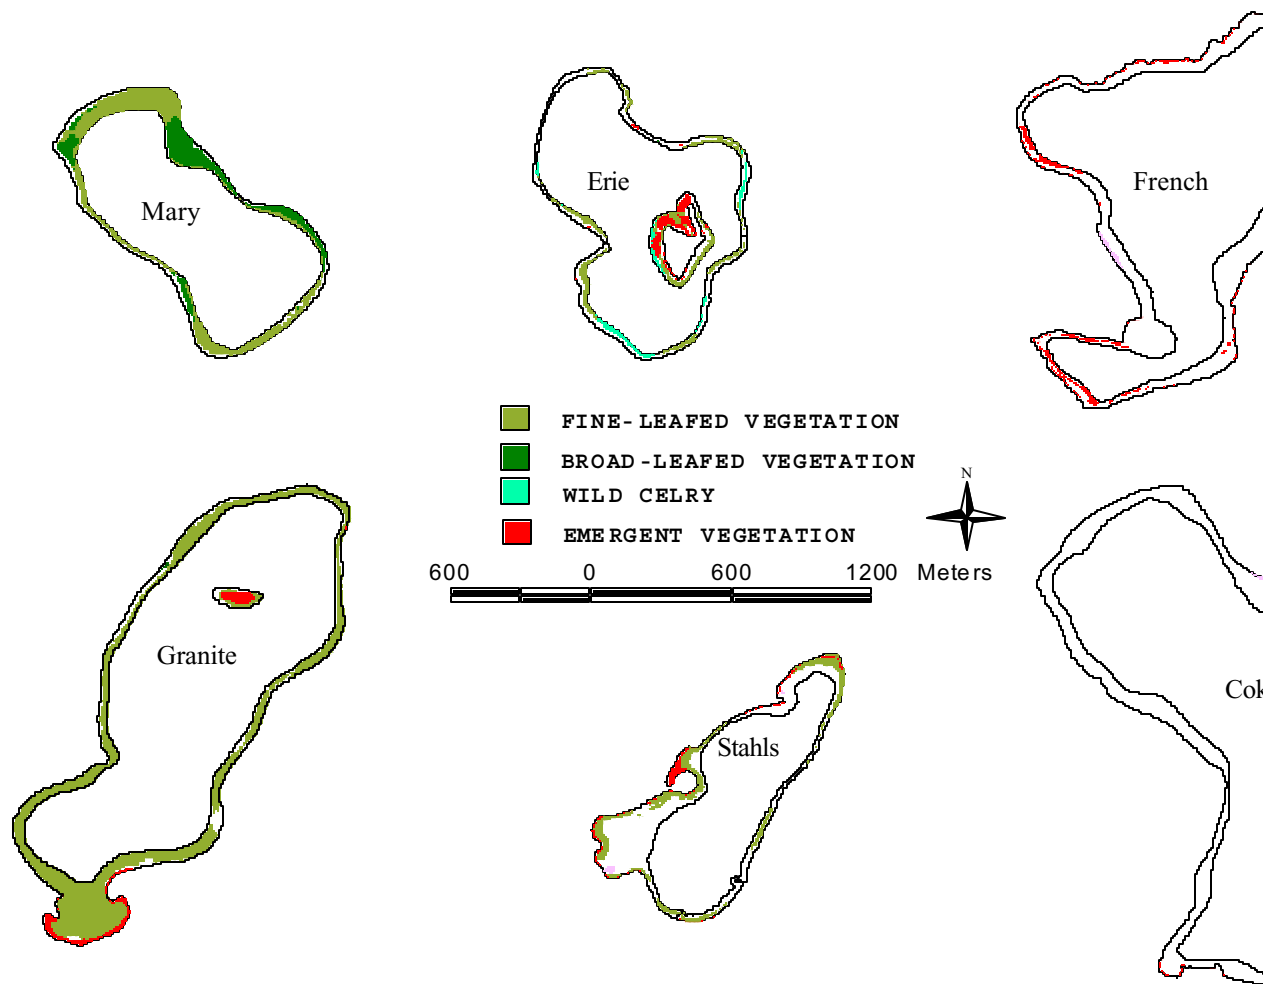 Erie
French
Mary
FINE-LEAFED VEGETATION
BROAD-LEAFED VEGETATION
WILD CELRY
EMERGENT VEGETATION
N
600 0 600 1200 Meters
Granite
Stahls
Cok